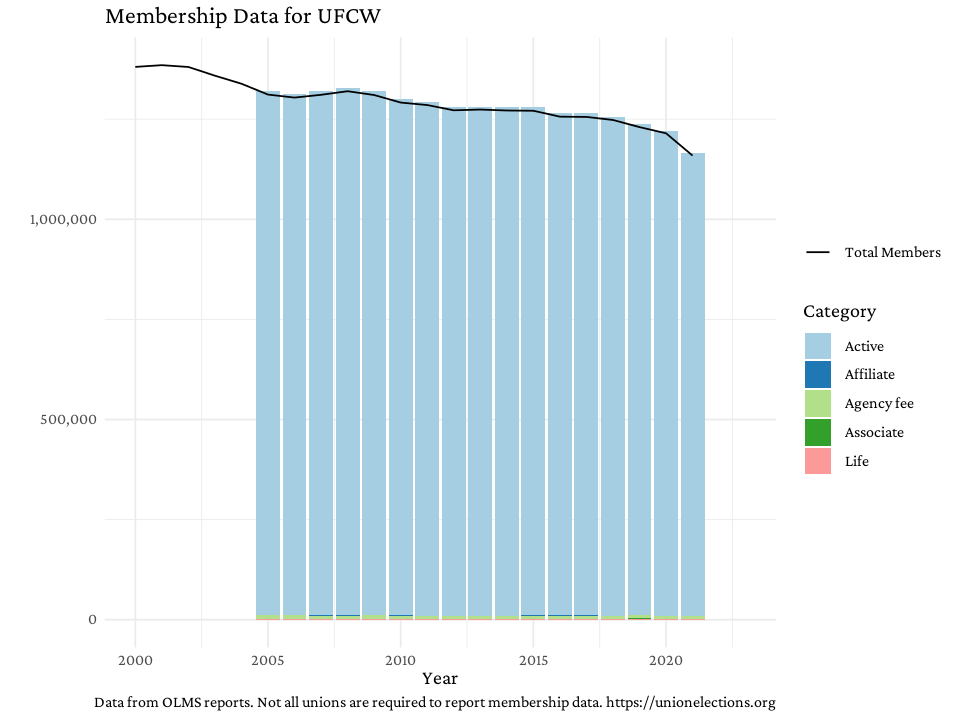 Membership Data for UFCW
1,000,000
500,000
0
2000 2005 2010 2015 2020
Year
Total Members
Category
Active
Affiliate
Agency fee
Associate
Life
Data from OLMS reports. Not all unions are required to report membership data. https://unionelections.org